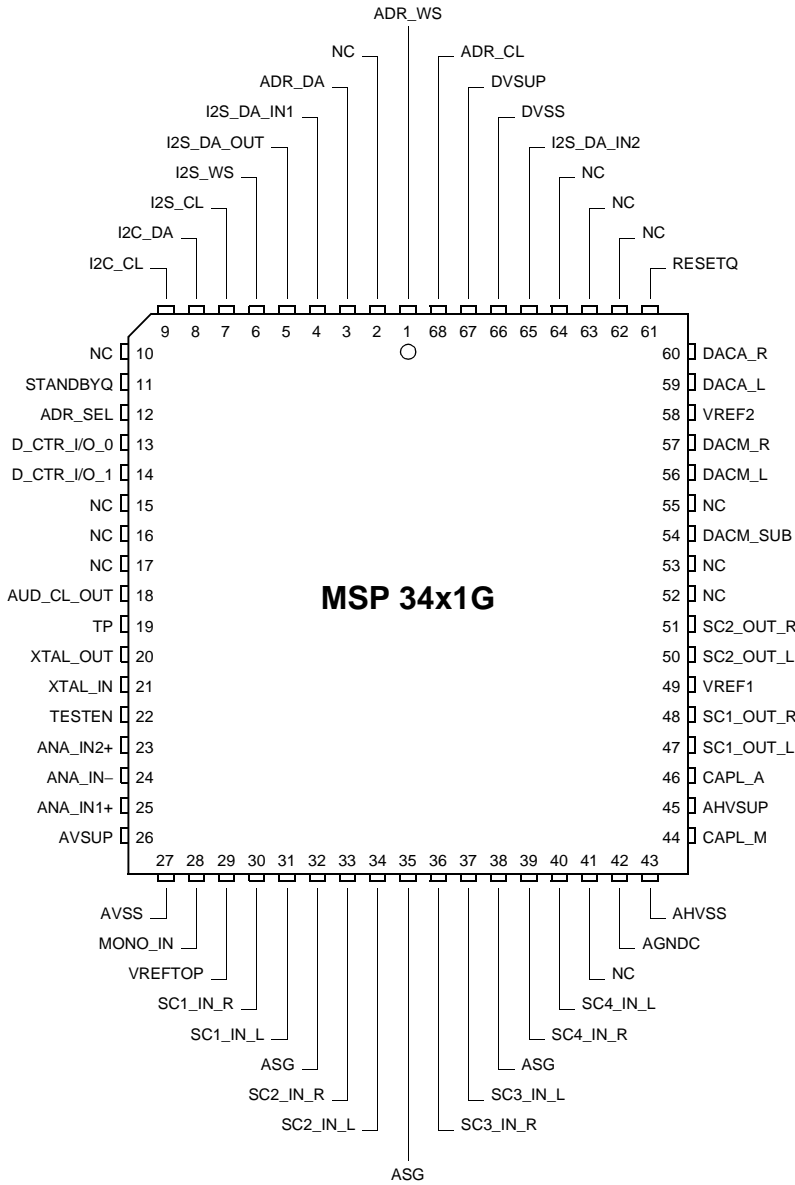 ADR_WS
NC
ADR_CL
ADR_DA
DVSUP
I2S_DA_IN1
DVSS
I2S_DA_OUT
I2S_DA_IN2
I2S_WS
NC
I2S_CL
NC
I2C_DA
NC
I2C_CL
RESETQ
9 8 7 6 5 4 3 2 1 68 67 66 65 64 63 62 61
NC 10
60 DACA_R
STANDBYQ 11
59 DACA_L
ADR_SEL 12
58 VREF2
D_CTR_I/O_0 13
57 DACM_R
D_CTR_I/O_1 14
56 DACM_L
NC 15
55 NC
NC 16
54 DACM_SUB
NC 17
53 NC
AUD_CL_OUT 18
MSP 34x1G
52 NC
TP 19
51 SC2_OUT_R
XTAL_OUT 20
50 SC2_OUT_L
XTAL_IN 21
49 VREF1
TESTEN 22
48 SC1_OUT_R
ANA_IN2+ 23
47 SC1_OUT_L
ANA_IN− 24
46 CAPL_A
ANA_IN1+ 25
45 AHVSUP
AVSUP 26
44 CAPL_M
27 28 29 30 31 32 33 34 35 36 37 38 39 40 41 42 43
AVSS
AHVSS
MONO_IN
AGNDC
VREFTOP
NC
SC1_IN_R
SC4_IN_L
SC1_IN_L
SC4_IN_R
ASG
ASG
SC2_IN_R
SC3_IN_L
SC2_IN_L
SC3_IN_R
ASG